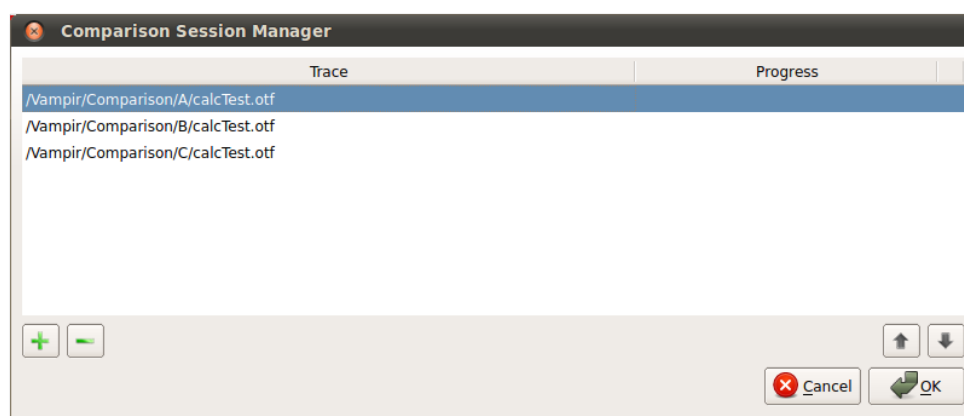 Comparison Session Manager
Trace Progress
/Vampir/Comparison/A/calcTest.otf
/Vampir/Comparison/B/calcTest.otf
/Vampir/Comparison/C/calcTest.otf
Cancel OK